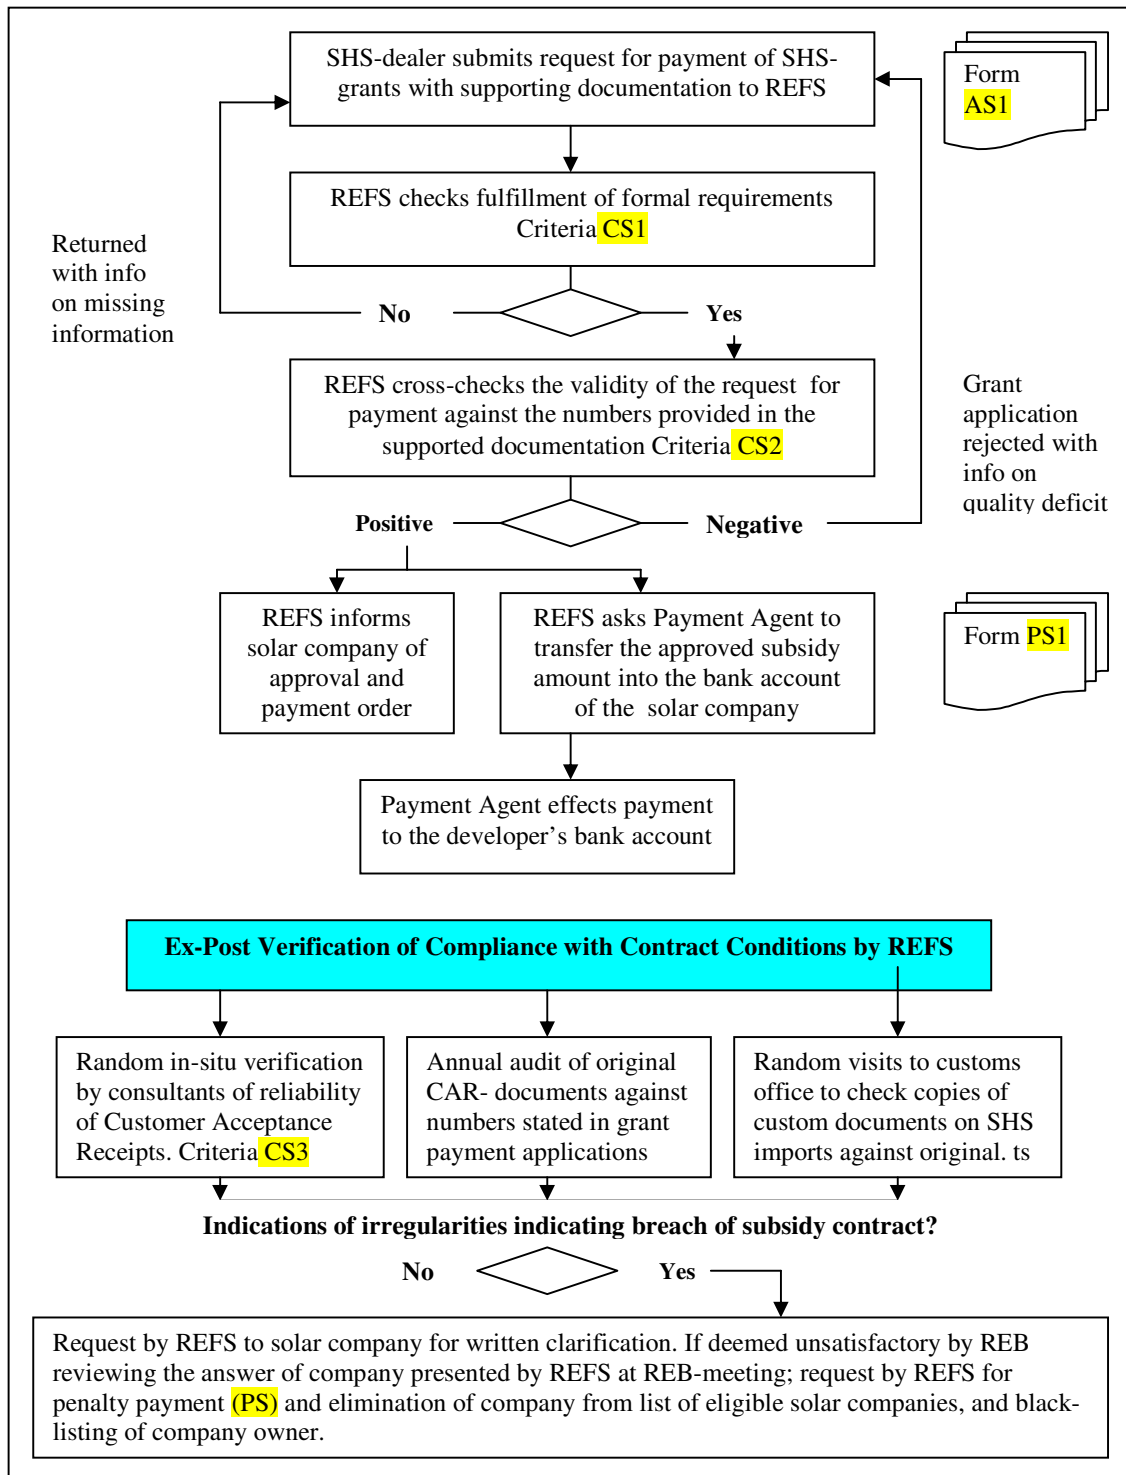 SHS-dealer submits request for payment of SHS-
grants with supporting documentation to REFS
Form
AS1
REFS checks fulfillment of formal requirements
Criteria CS1
Returned
with info
on missing
information
No
Yes
REFS cross-checks the validity of the request for
payment against the numbers provided in the
supported documentation Criteria CS2
Grant
application
rejected with
info on
quality deficit
Positive
Negative
REFS informs
solar company of
approval and
payment order
REFS asks Payment Agent to
transfer the approved subsidy
amount into the bank account
of the solar company
Form PS1
Payment Agent effects payment
to the developer's bank account
Ex-Post Verification of Compliance with Contract Conditions by REFS
Random in-situ verification
by consultants of reliability
of Customer Acceptance
Receipts. Criteria CS3
Annual audit of original
CAR- documents against
numbers stated in grant
payment applications
Random visits to customs
office to check copies of
custom documents on SHS
imports against original. ts
Indications of irregularities indicating breach of subsidy contract?
No
Yes
Request by REFS to solar company for written clarification. If deemed unsatisfactory by REB
reviewing the answer of company presented by REFS at REB-meeting; request by REFS for
penalty payment (PS) and elimination of company from list of eligible solar companies, and black-
listing of company owner.